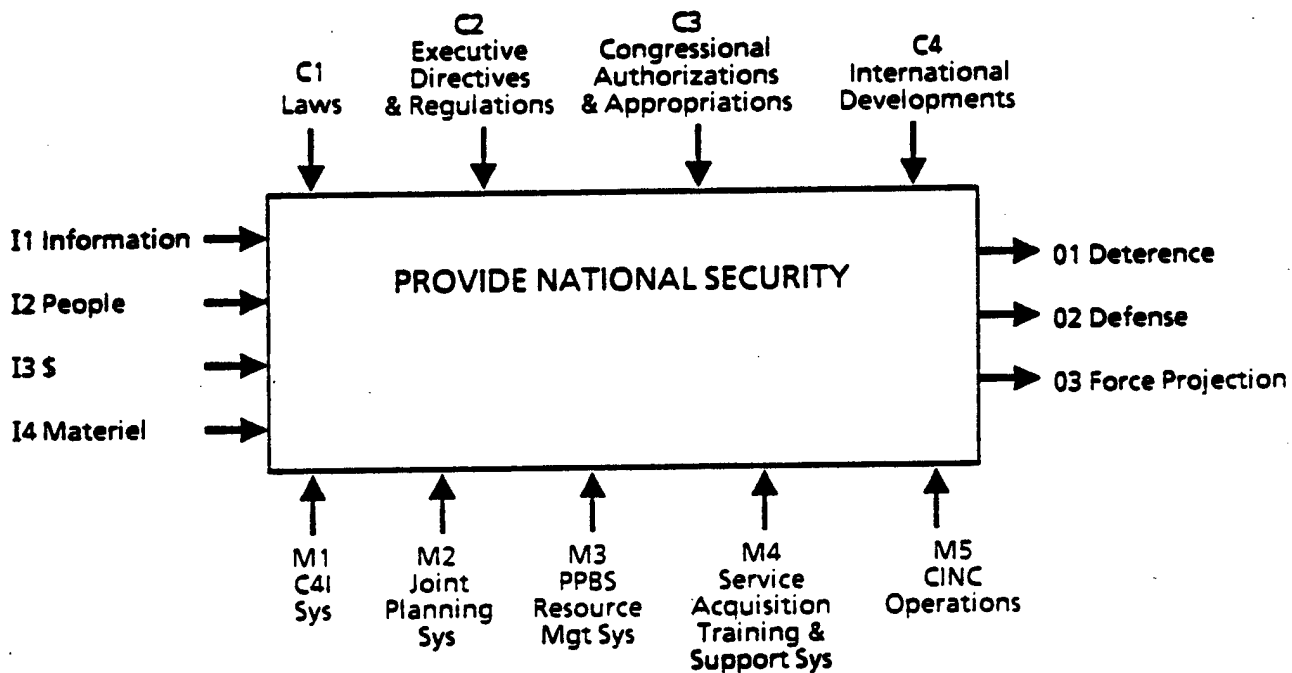 C1
Laws
C2
Executive
Directives
& Regulations
C3
Congressional
Authorizations
& Appropriations
C4
International
Developments
I1 Information
I2 People
I3 $
I4 Materiel
PROVIDE NATIONAL SECURITY
01 Deterence
02 Defense
03 Force Projection
M1
C4I
Sys
M2
Joint
Planning
Sys
M3
PPBS
Resource
Mgt Sys
M4
Service
Acquisition
Training &
Support Sys
M5
CINC
Operations